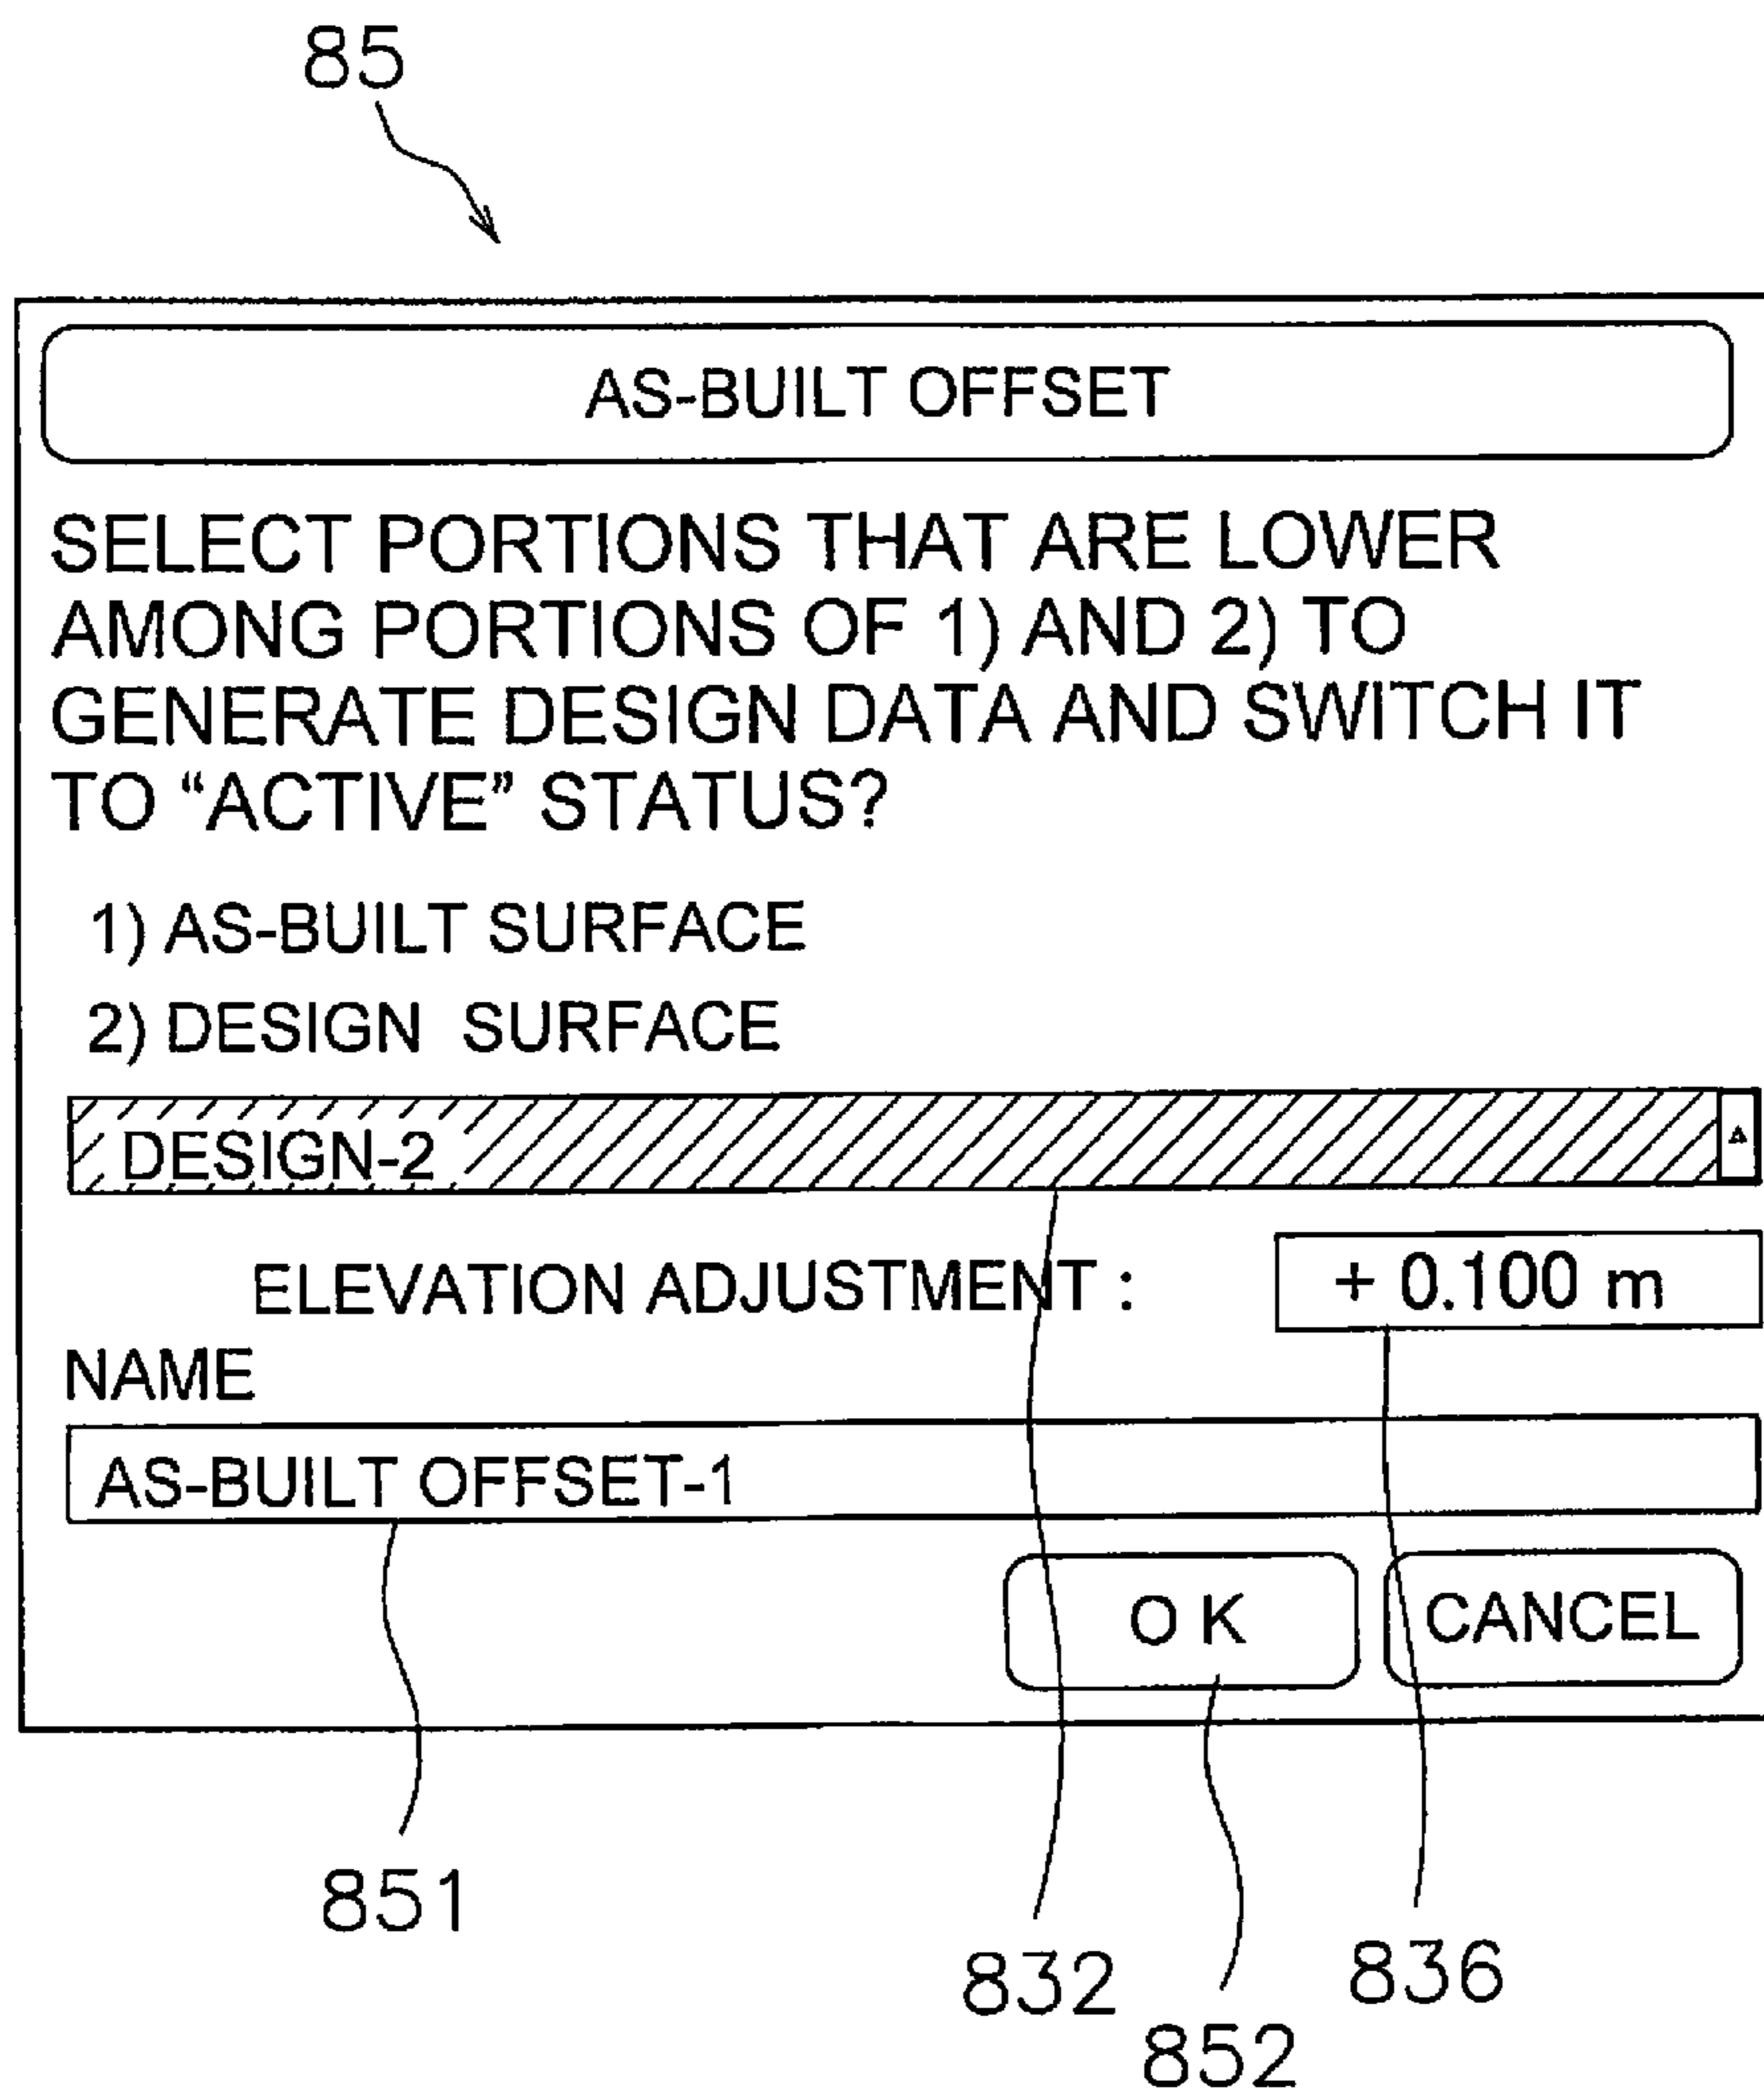 85
AS-BUILT OFFSET
SELECT PORTIONS THAT ARE LOWER
AMONG PORTIONS OF 1) AND 2) TO
GENERATE DESIGN DATA AND SWITCH IT
TO “ACTIVE” STATUS?
1) AS-BUILT SURFACE
2) DESIGN SURFACE
DESIGN-2
ELEVATION ADJUSTMENT : + 0.100 m
NAME
AS-BUILT OFFSET-1
O K CANCEL
851
832 836
852